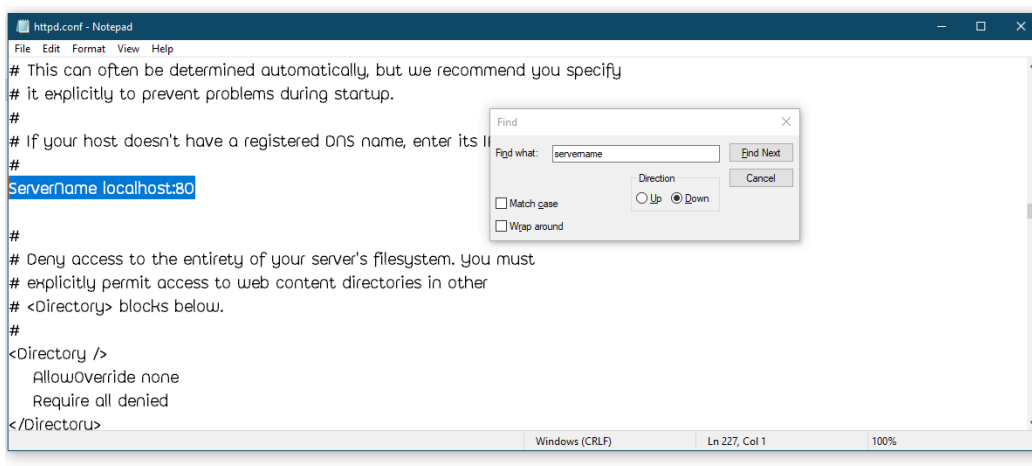 httpd.conf - Notepad
File Edit Format View Help
# This can often be determined automatically, but we recommend you specify
# it explicitly to prevent problems during startup.
#
# If your host doesn't have a registered DNS name, enter its
#
ServerName localhost:80
#
# Deny access to the entirety of your server's filesystem. You must
# explicitly permit access to web content directories in other
# <Directory> blocks below.
#
<Directory />
AllowOverride none
Require all denied
</Directory>
Find
Find what: servername Find Next
Direction Cancel
Match case Up Down
Wrap around
Windows (CRLF) Ln 227, Col 1 100%